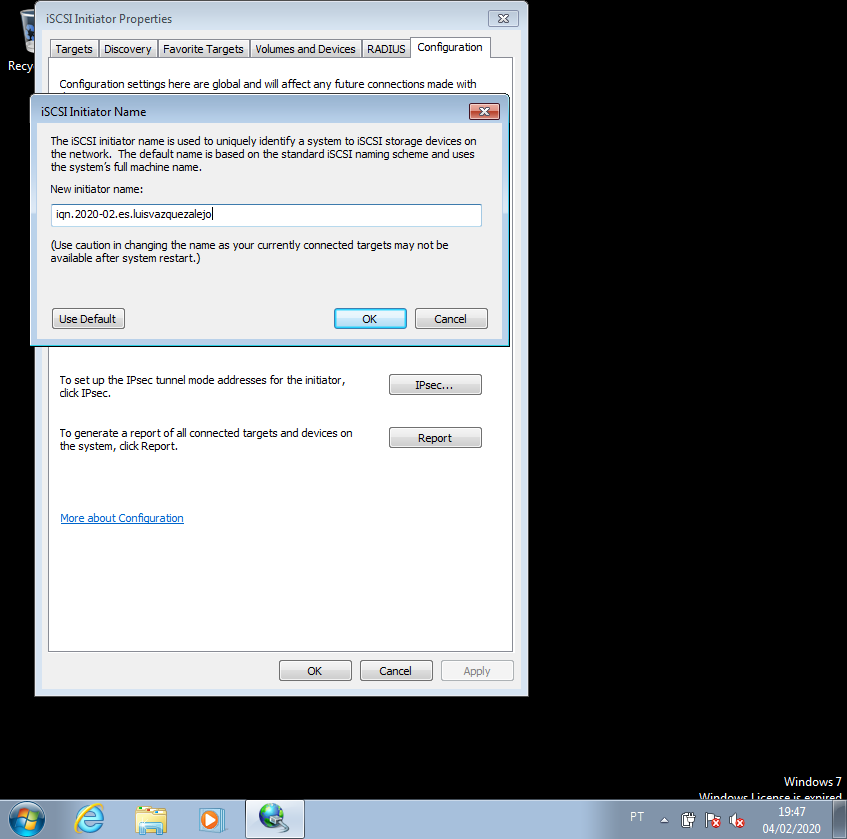 Recy
iSCSI Initiator Properties
Targets Discovery Favorite Targets Volumes and Devices RADIUS Configuration
Configuration settings here are global and will affect any future connections made with
iSCSI Initiator Name
The iSCSI initiator name is used to uniquely identify a system to iSCSI storage devices on
the network. The default name is based on the standard iSCSI naming scheme and uses
the system's full machine name.
New initiator name:
iqn.2020-02.es.luisvazquezalejo
(Use caution in changing the name as your currently connected targets may not be
available after system restart.)
Use Default OK Cancel
To set up the IPsec tunnel mode addresses for the initiator,
click IPsec.
IPsec...
To generate a report of all connected targets and devices on
the system, click Report.
Report
More about Configuration
OK Cancel Apply
Windows 7
Windows License is expired
PT
19:47
04/02/2020